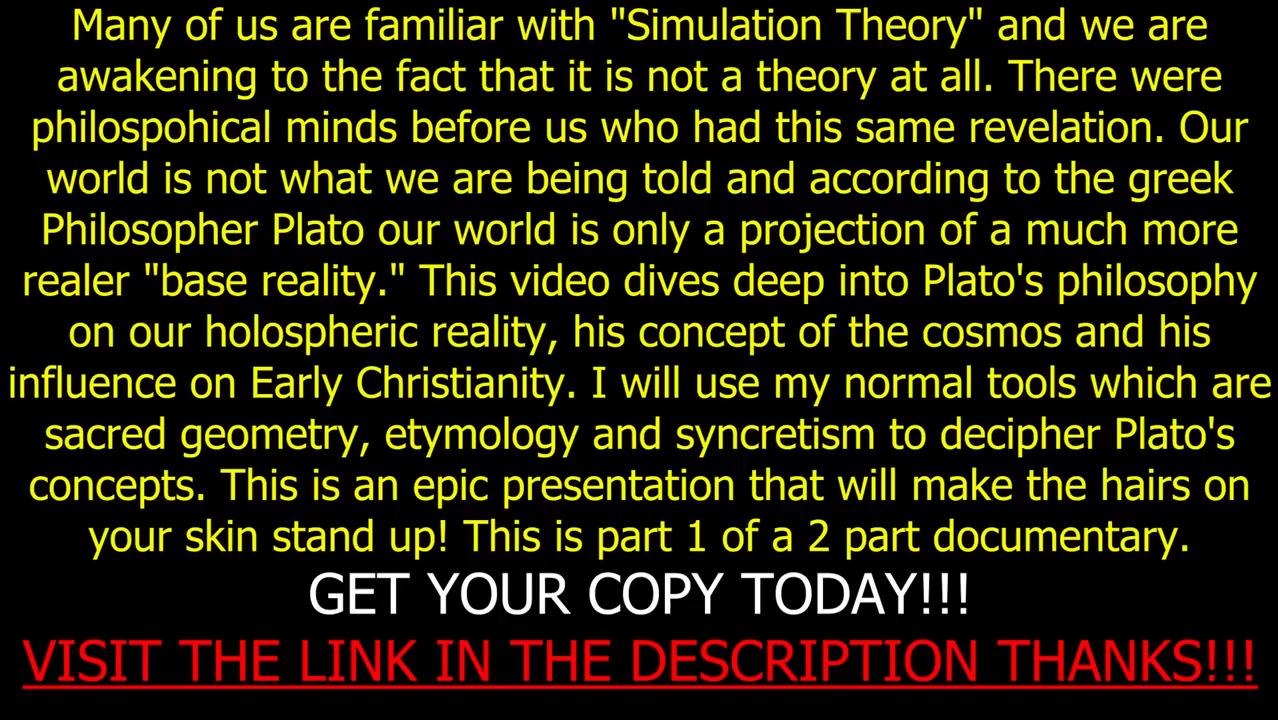 Many of us are familiar with "Simulation Theory" and we are
awakening to the fact that it is not a theory at all. There were
philospohical minds before us who had this same revelation. Our
world is not what we are being told and according to the greek
Philosopher Plato our world is only a projection of a much more
realer "base reality." This video dives deep into Plato's philosophy
on our holospheric reality, his concept of the cosmos and his
influence on Early Christianity. I will use my normal tools which are
sacred geometry, etymology and syncretism to decipher Plato's
concepts. This is an epic presentation that will make the hairs on
your skin stand up! This is part 1 of a 2 part documentary.
GET YOUR COPY TODAY!!!
VISIT THE LINK IN THE DESCRIPTION THANKS!!!